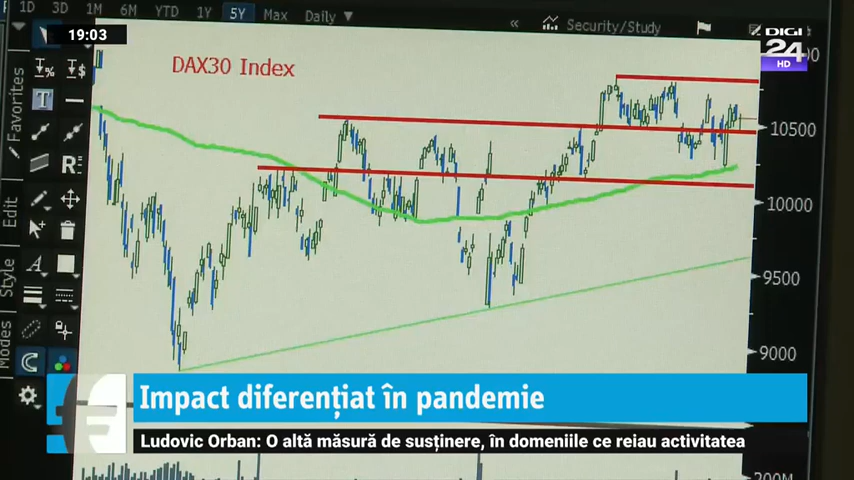 1D 3D 1M 6M YTD 1Y 5Y Max Daily
« Security/Study
19:03
DIGI
24
HD
DAX30 Index
Favorites
Edit
Style
Modes
T
R
A
10500
10000
9500
9000
200M
Impact diferențiat în pandemie
Ludovic Orban: O altă măsură de susținere, în domeniile ce reiau activitatea